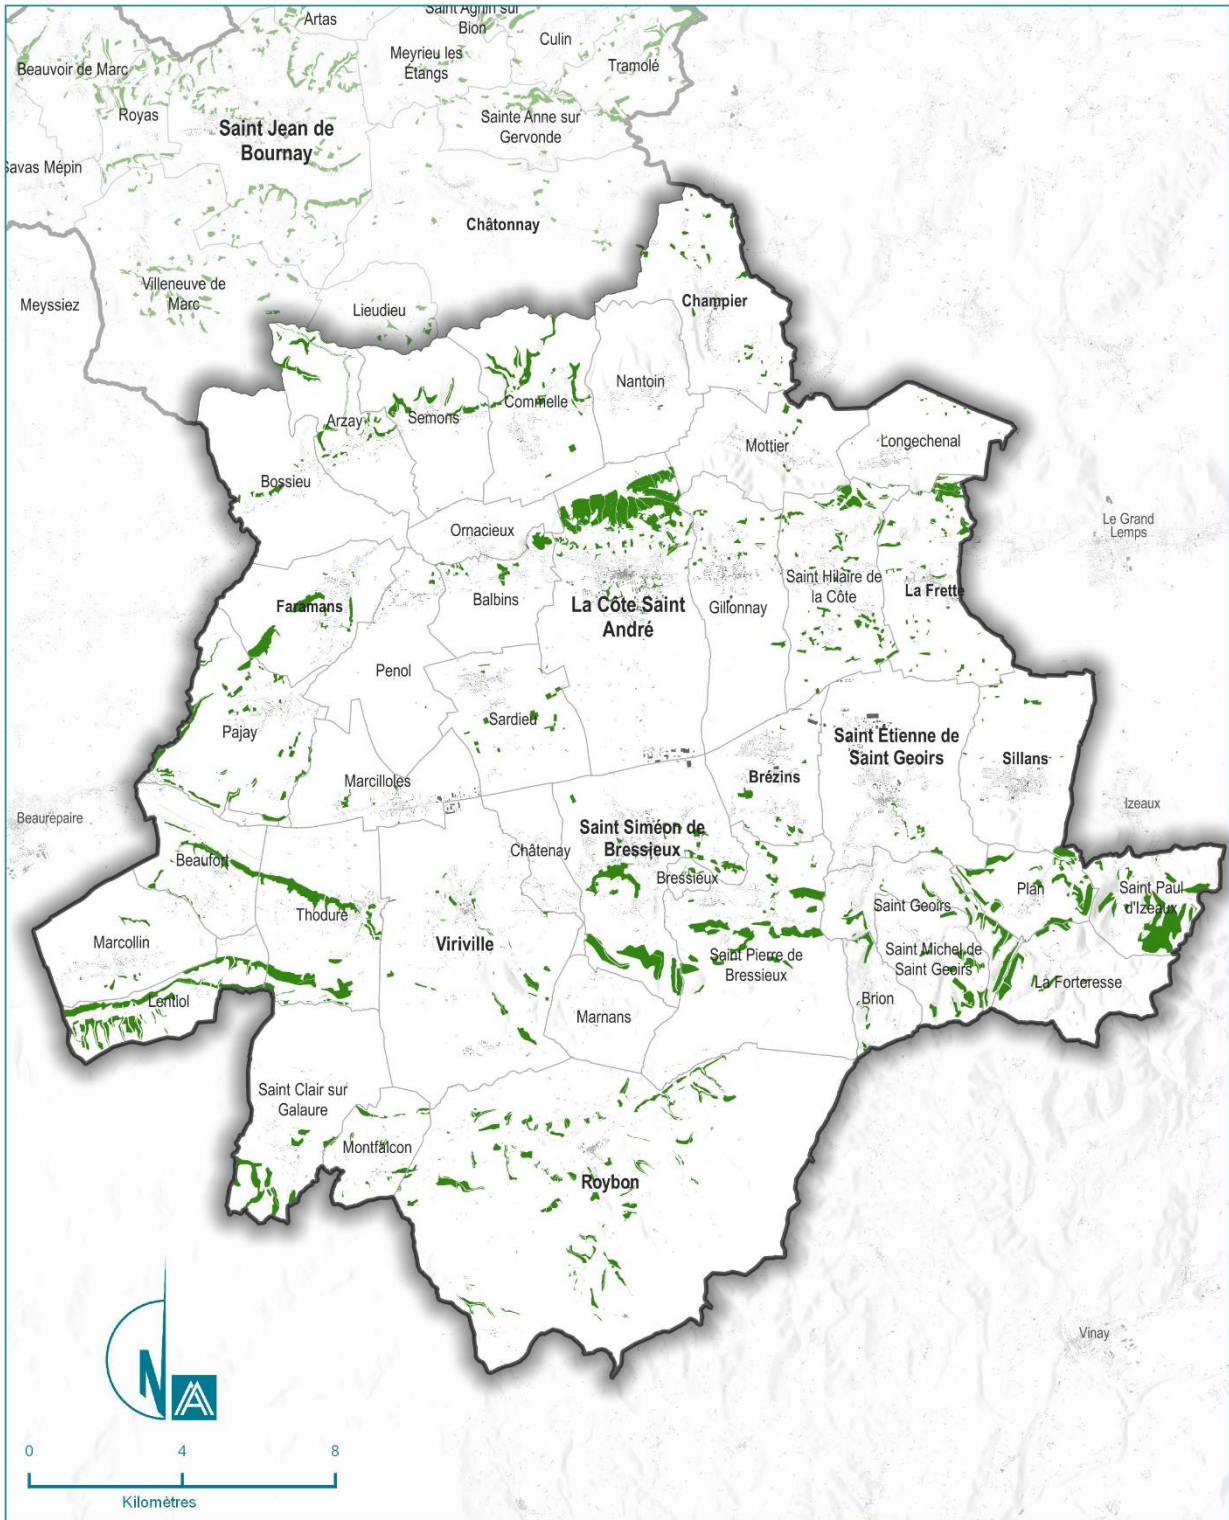 Artas
Saint Agnin sur
Bion
Culin
Beauvoir de Marc
Meyrieu les
Étangs
Tramolé
Royas
Saint Jean de
Bournay
Sainte Anne sur
Gervonde
Savas Mépin
Châtonnay
Meyssiez
Villeneuve de
Marc
Lieudieu
Champier
Nantoin
Commelle
Arzay
Semons
Mottier
Longechenal
Bossieu
Ornacieux
Le Grand
Lemps
Faramans
Balbins
La Côte Saint
André
Gillonnay
Saint Hilaire de
la Côte
La Frette
Penol
Sardieu
Pajay
Saint Étienne de
Saint Geoirs
Sillans
Brézins
Marcilloles
Beaurepaire
Izeaux
Saint Siméon de
Bressieux
Châtenay
Beaufort
Bressieux
Plan
Saint Paul
d'Izeaux
Thodure
Saint Geoirs
Marcollin
Viriville
Saint Pierre de
Bressieux
Saint Michel de
Saint Geoirs
La Forteresse
Lentiol
Brion
Marnans
Saint Clair sur
Galaure
Montfalcon
Roybon
Vinay
N
0 4 8
Kilomètres